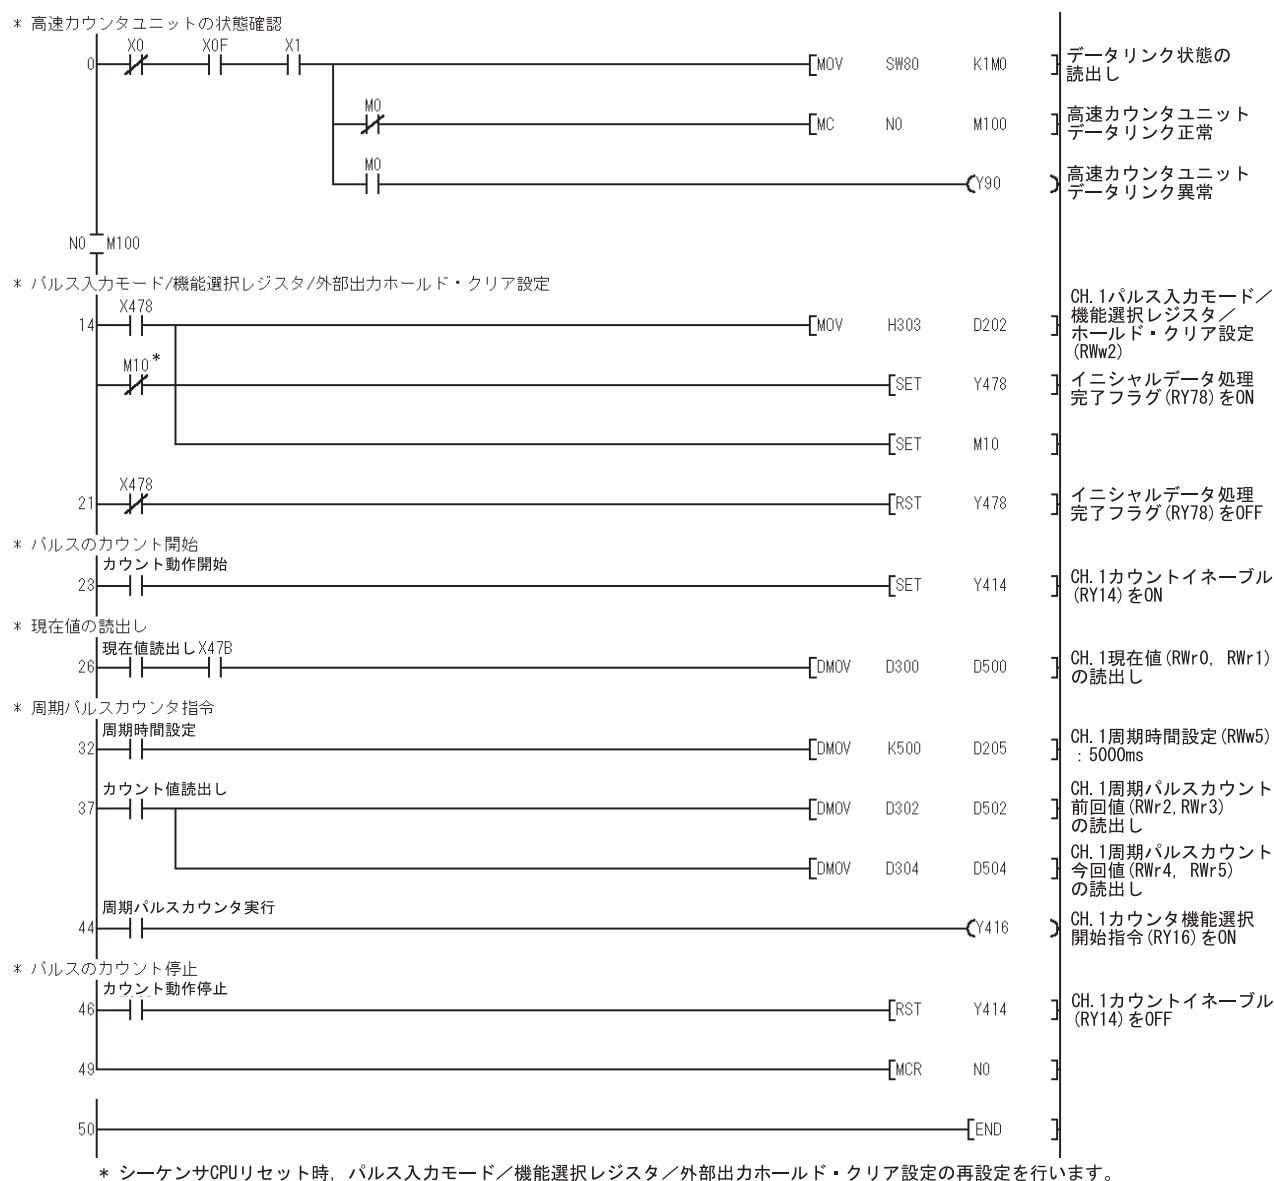 * 高速カウンタユニットの状態確認
X0 X0F X1
0 MOV SW80 K1M0 データリンク状態の
読出し
M0
MC N0 M100 高速カウンタユニット
データリンク正常
M0
Y90 高速カウンタユニット
データリンク異常
N0 M100
* パルス入力モード/機能選択レジスタ/外部出力ホールド・クリア設定
X478
14 MOV H303 D202 CH.1パルス入力モード／
機能選択レジスタ／
ホールド・クリア設定
(RWw2)
M10 *
SET Y478 イニシャルデータ処理
完了フラグ(RY78)をON
SET M10
X478
21 RST Y478 イニシャルデータ処理
完了フラグ(RY78)をOFF
* パルスのカウント開始
カウント動作開始
23 SET Y414 CH.1カウントイネーブル
(RY14)をON
* 現在値の読出し
現在値読出し X47B
26 DMOV D300 D500 CH.1現在値(RWr0, RWr1)
の読出し
* 周期パルスカウンタ指令
周期時間設定
32 DMOV K500 D205 CH.1周期時間設定(RWw5)
: 5000ms
カウント値読出し
37 DMOV D302 D502 CH.1周期パルスカウント
前回値(RWr2,RWr3)
の読出し
DMOV D304 D504 CH.1周期パルスカウント
今回値(RWr4, RWr5)
の読出し
周期パルスカウンタ実行
44 Y416 CH.1カウンタ機能選択
開始指令(RY16)をON
* パルスのカウント停止
カウント動作停止
46 RST Y414 CH.1カウントイネーブル
(RY14)をOFF
49 MCR N0
50 END
* シーケンサCPUリセット時, パルス入力モード／機能選択レジスタ／外部出力ホールド・クリア設定の再設定を行います。